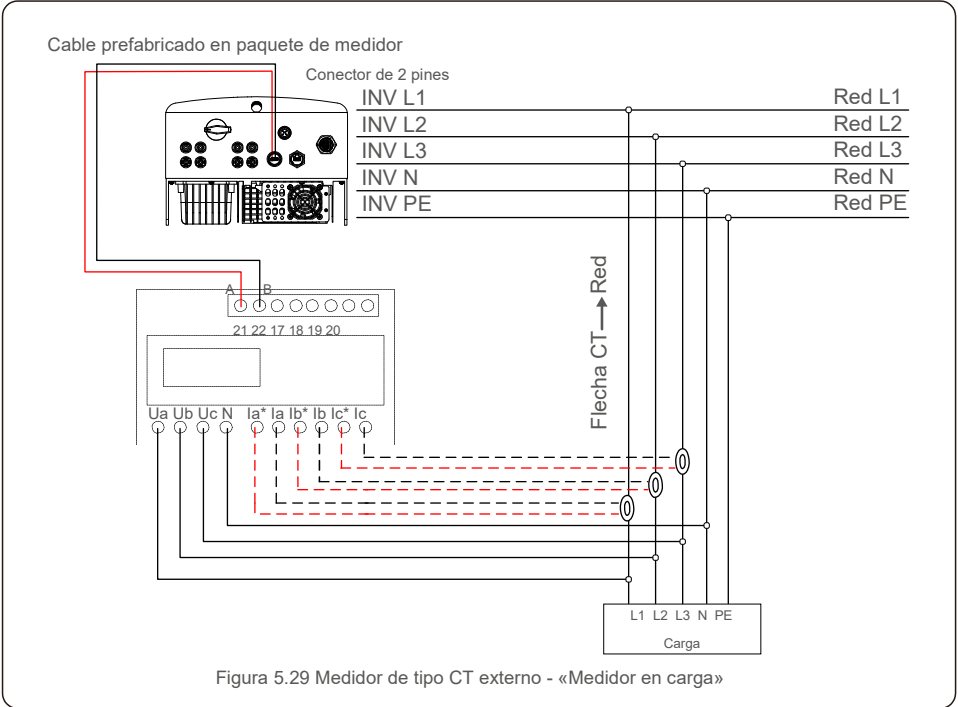 Cable prefabricado en paquete de medidor
Conector de 2 pines
INV L1
Red L1
INV L2
Red L2
INV L3
Red L3
INV N
Red N
INV PE
Red PE
Flecha CT→Red
A B
21 22 17 18 19 20
Ua Ub Uc N Ia* Ia Ib* Ib Ic* Ic
L1 L2 L3 N PE
Carga
Figura 5.29 Medidor de tipo CT externo - «Medidor en carga»